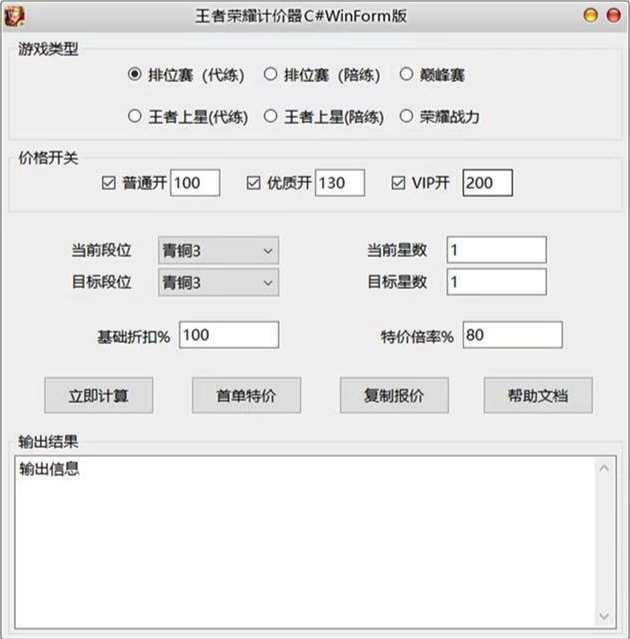 王者荣耀计价器C#WinForm版
游戏类型
排位赛（代练） 排位赛（陪练） 巅峰赛
王者上星(代练) 王者上星(陪练) 荣耀战力
价格开关
普通开 100 优质开 130 VIP开 200
当前段位 青铜3 当前星数 1
目标段位 青铜3 目标星数 1
基础折扣% 100 特价倍率% 80
立即计算 首单特价 复制报价 帮助文档
输出结果
输出信息